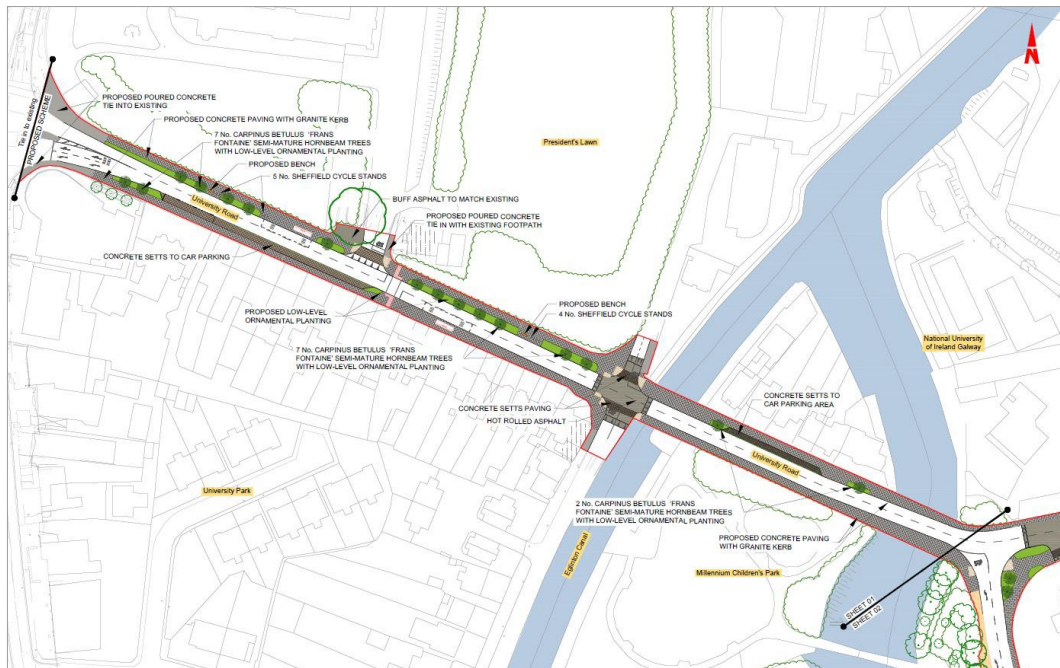 N
Tie in to existing
PROPOSED SCHEME
PROPOSED POURED CONCRETE
TIE INTO EXISTING
PROPOSED CONCRETE PAVING WITH GRANITE KERB
7 No. CARPINUS BETULUS 'FRANS
FONTAINE' SEMI-MATURE HORNBEAM TREES
WITH LOW-LEVEL ORNAMENTAL PLANTING
PROPOSED BENCH
5 No. SHEFFIELD CYCLE STANDS
President's Lawn
BUFF ASPHALT TO MATCH EXISTING
PROPOSED POURED CONCRETE
TIE IN WITH EXISTING FOOTPATH
University Road
CONCRETE SETTS TO CAR PARKING
PROPOSED LOW-LEVEL
ORNAMENTAL PLANTING
PROPOSED BENCH
4 No. SHEFFIELD CYCLE STANDS
7 No. CARPINUS BETULUS 'FRANS
FONTAINE' SEMI-MATURE HORNBEAM TREES
WITH LOW-LEVEL ORNAMENTAL PLANTING
National University
of Ireland Galway
CONCRETE SETTS PAVING
HOT ROLLED ASPHALT
CONCRETE SETTS TO
CAR PARKING AREA
University Road
University Park
2 No. CARPINUS BETULUS 'FRANS
FONTAINE' SEMI-MATURE HORNBEAM TREES
WITH LOW-LEVEL ORNAMENTAL PLANTING
PROPOSED CONCRETE PAVING
WITH GRANITE KERB
Eglinton Canal
Millennium Children's Park
SHEET 01
SHEET 02